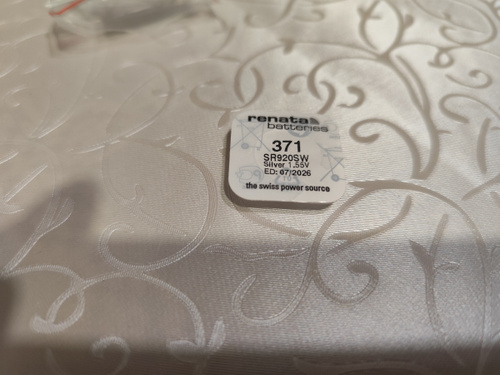 renata
batteries
371
SR920SW
Silver 1.55V
ED: 07/2026
the swiss power source